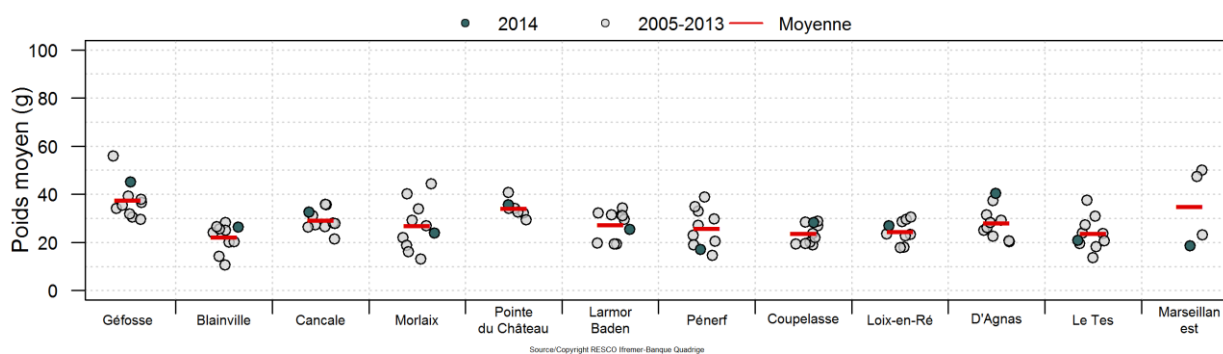 2014 2005-2013 Moyenne
Poids moyen (g)
100
80
60
40
20
0
Géfosse Blainville Cancale Morlaix Pointe du Château Larmor Baden Pénerf Coupelasse Loix-en-Ré D'Agnas Le Tes Marseillan est
Source/Copyright RESCO Ifremer-Banque Quadrige